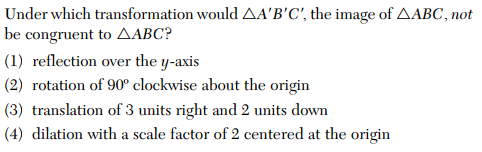 Under which transformation would △A′B′C′, the image of △ABC, not
be congruent to △ABC?
(1) reflection over the y-axis
(2) rotation of 90° clockwise about the origin
(3) translation of 3 units right and 2 units down
(4) dilation with a scale factor of 2 centered at the origin